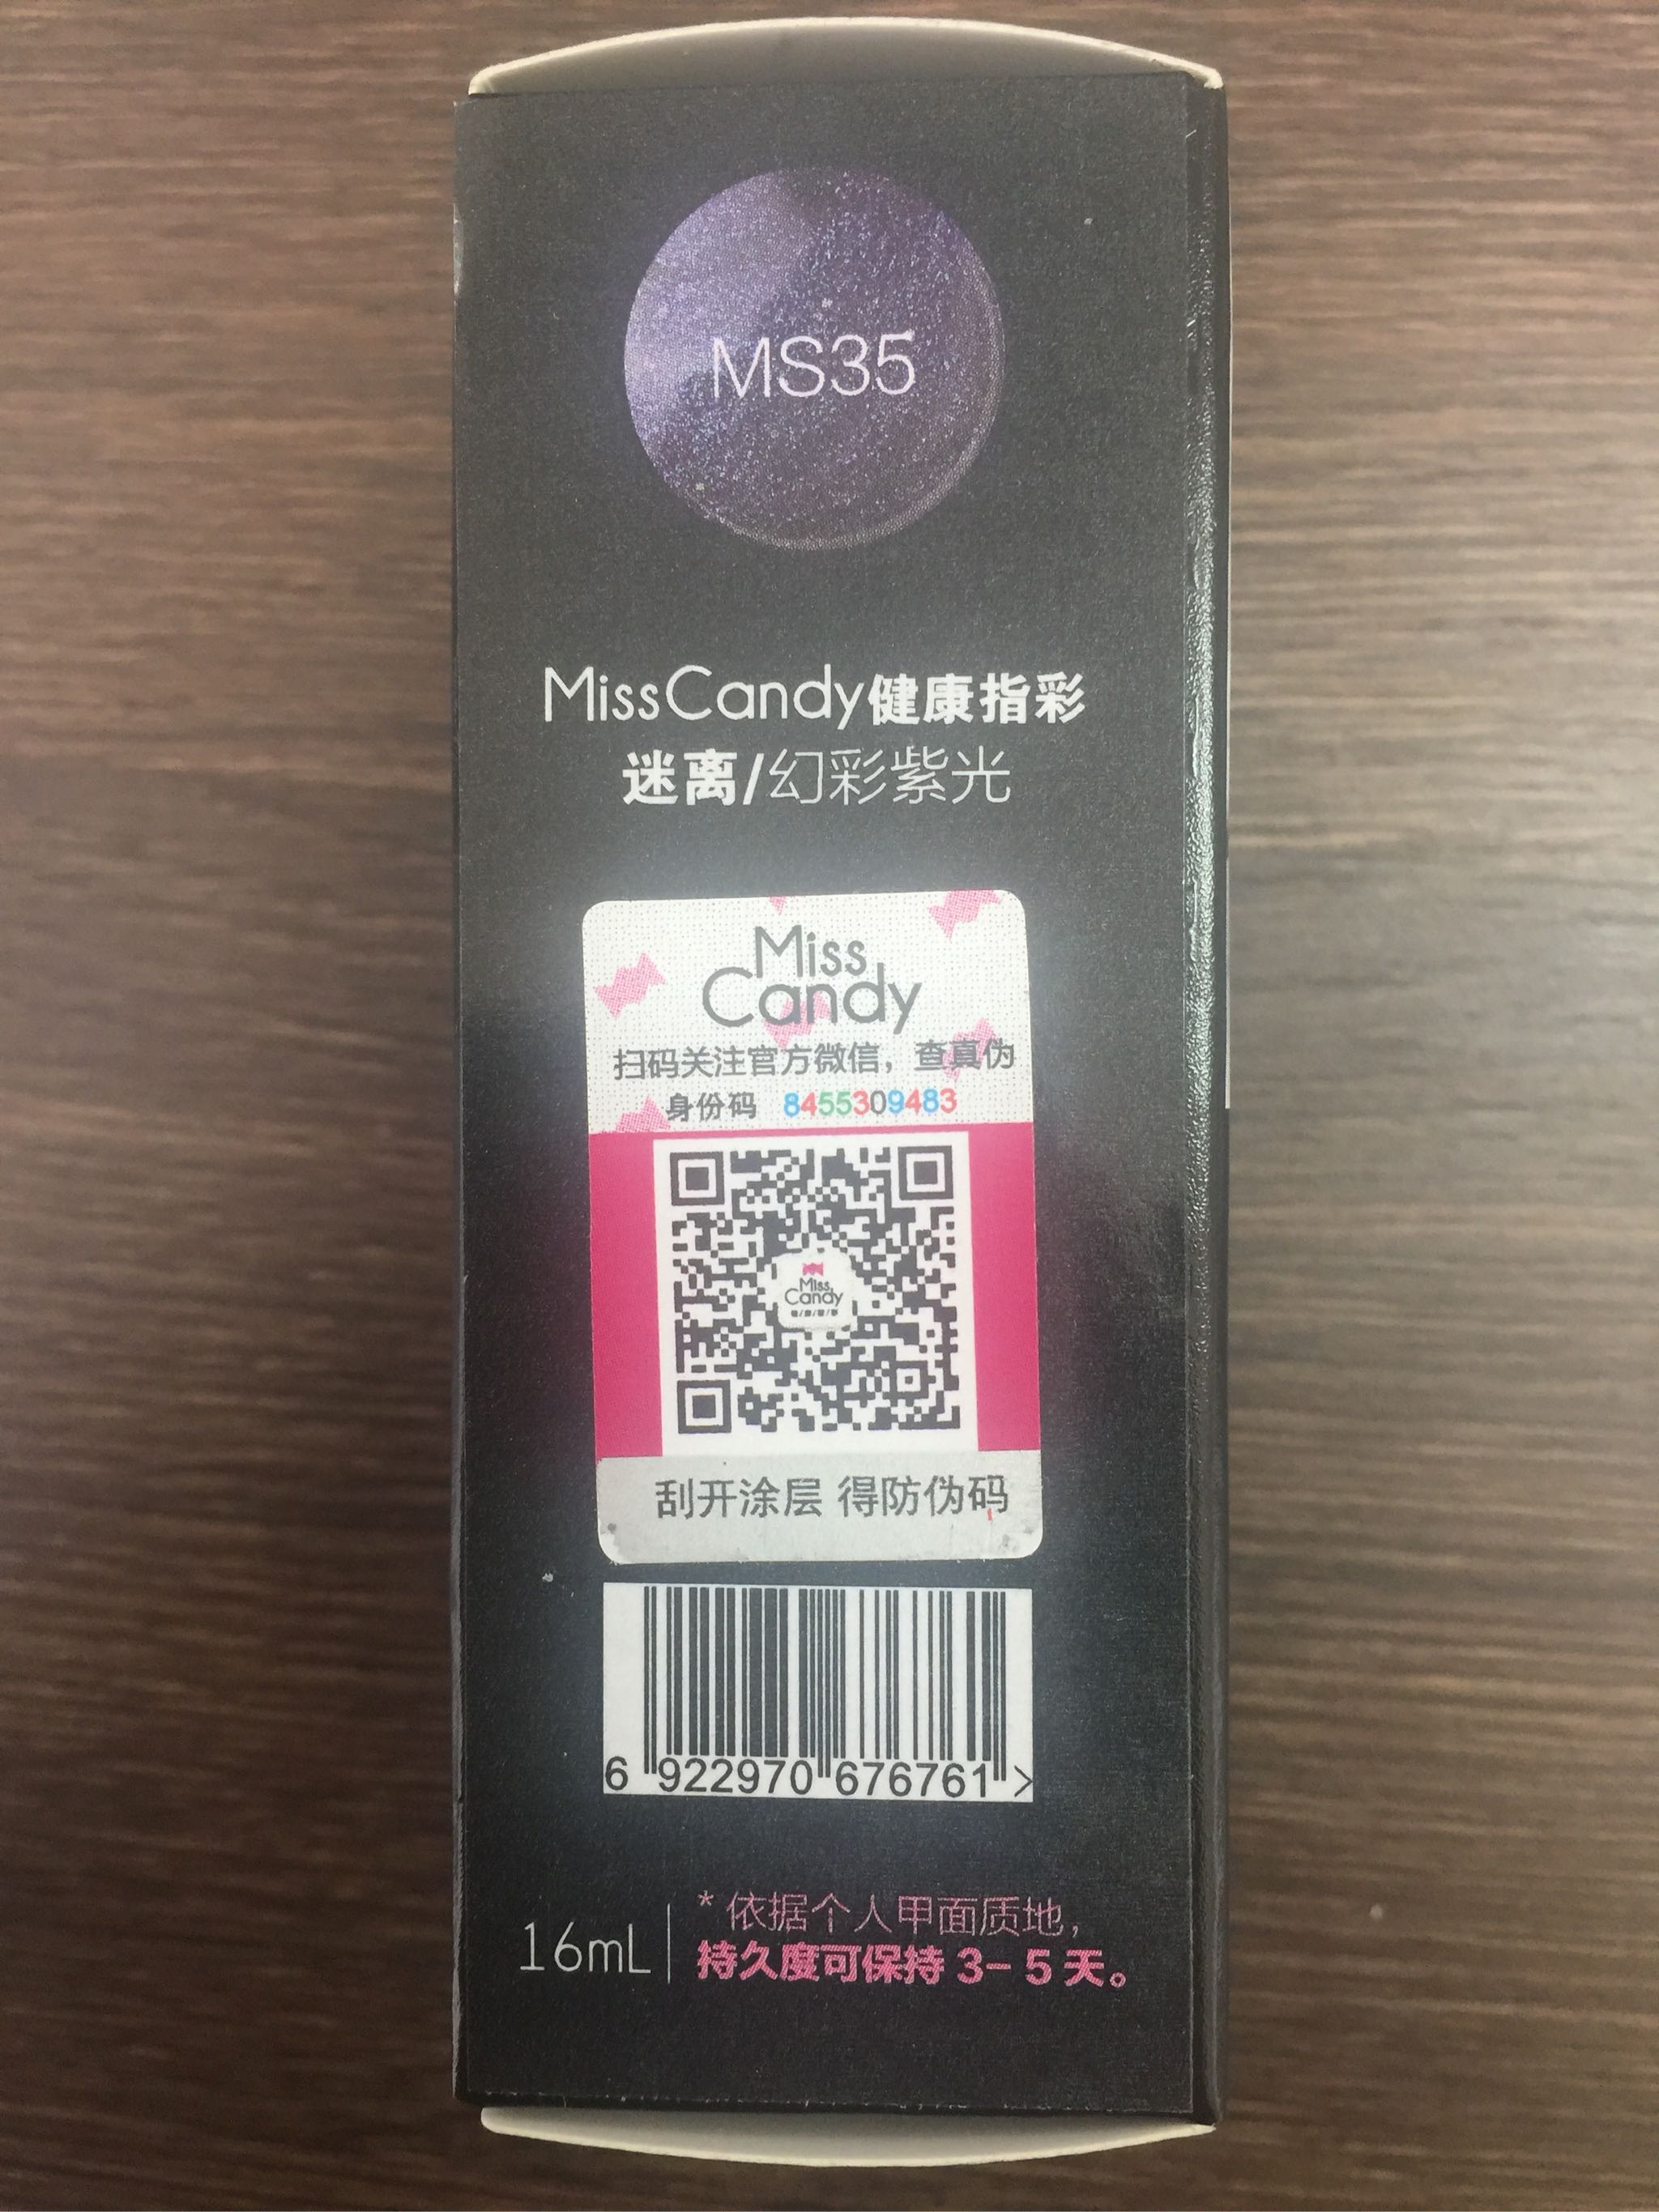 MS35
MissCandy健康指彩
迷离/幻彩紫光
Miss
Candy
扫码关注官方微信，查真伪
身份码 8455309483
Miss
Candy
刮开涂层 得防伪码
6 922970 676761 >
16mL
* 依据个人甲面质地，
持久度可保持 3-5 天。